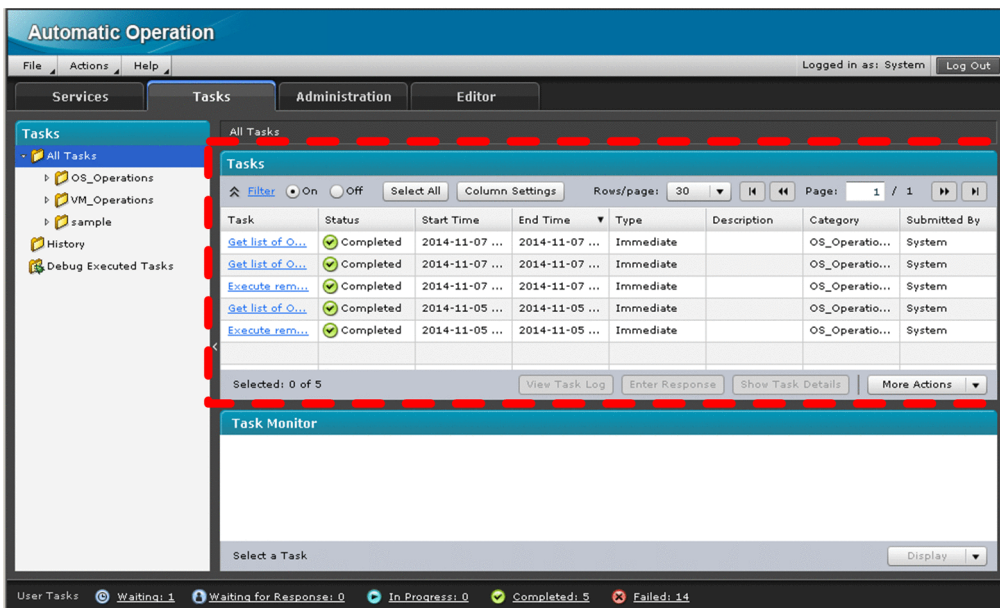 Automatic Operation
File Actions Help Logged in as: System Log Out
Services Tasks Administration Editor
Tasks
All Tasks
OS_Operations
VM_Operations
sample
History
Debug Executed Tasks
All Tasks
Tasks
Filter On Off Select All Column Settings Rows/page: 30 Page: 1 / 1
Task Status Start Time End Time Type Description Category Submitted By
Get list of O... Completed 2014-11-07 ... 2014-11-07 ... Immediate OS_Operatio... System
Get list of O... Completed 2014-11-07 ... 2014-11-07 ... Immediate OS_Operatio... System
Execute rem... Completed 2014-11-07 ... 2014-11-07 ... Immediate OS_Operatio... System
Get list of O... Completed 2014-11-05 ... 2014-11-05 ... Immediate OS_Operatio... System
Execute rem... Completed 2014-11-05 ... 2014-11-05 ... Immediate OS_Operatio... System
Selected: 0 of 5 View Task Log Enter Response Show Task Details More Actions
Task Monitor
Select a Task Display
User Tasks Waiting: 1 Waiting for Response: 0 In Progress: 0 Completed: 5 Failed: 14